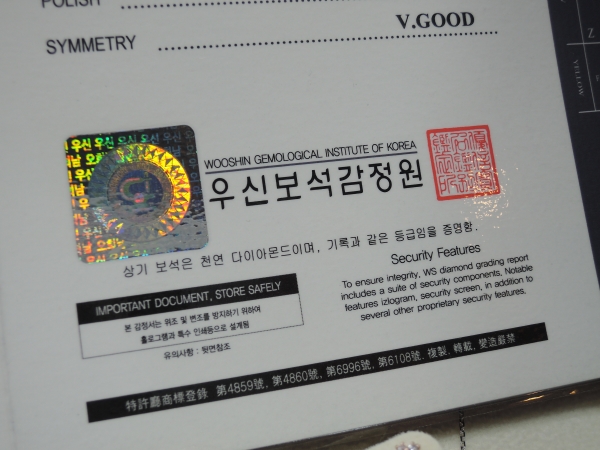 POLISH
V.GOOD
SYMMETRY
WOOSHIN GEMOLOGICAL INSTITUTE OF KOREA
우신보석감정원
상기 보석은 천연 다이아몬드이며, 기록과 같은 등급임을 증명함.
IMPORTANT DOCUMENT, STORE SAFELY
본 감정서는 위조 및 변조를 방지하기 위하여
홀로그램과 특수 인쇄등으로 설계됨
유의사항 : 뒷면참조
Security Features
To ensure integrity, WS diamond grading report
includes a suite of security components. Notable
features iziogram, security screen, in addition to
several other proprietary security features.
特許廳商標登錄 第4859號, 第4860號, 第6996號, 第6108號. 複製. 轉載, 變造嚴禁
YELLOW
Z